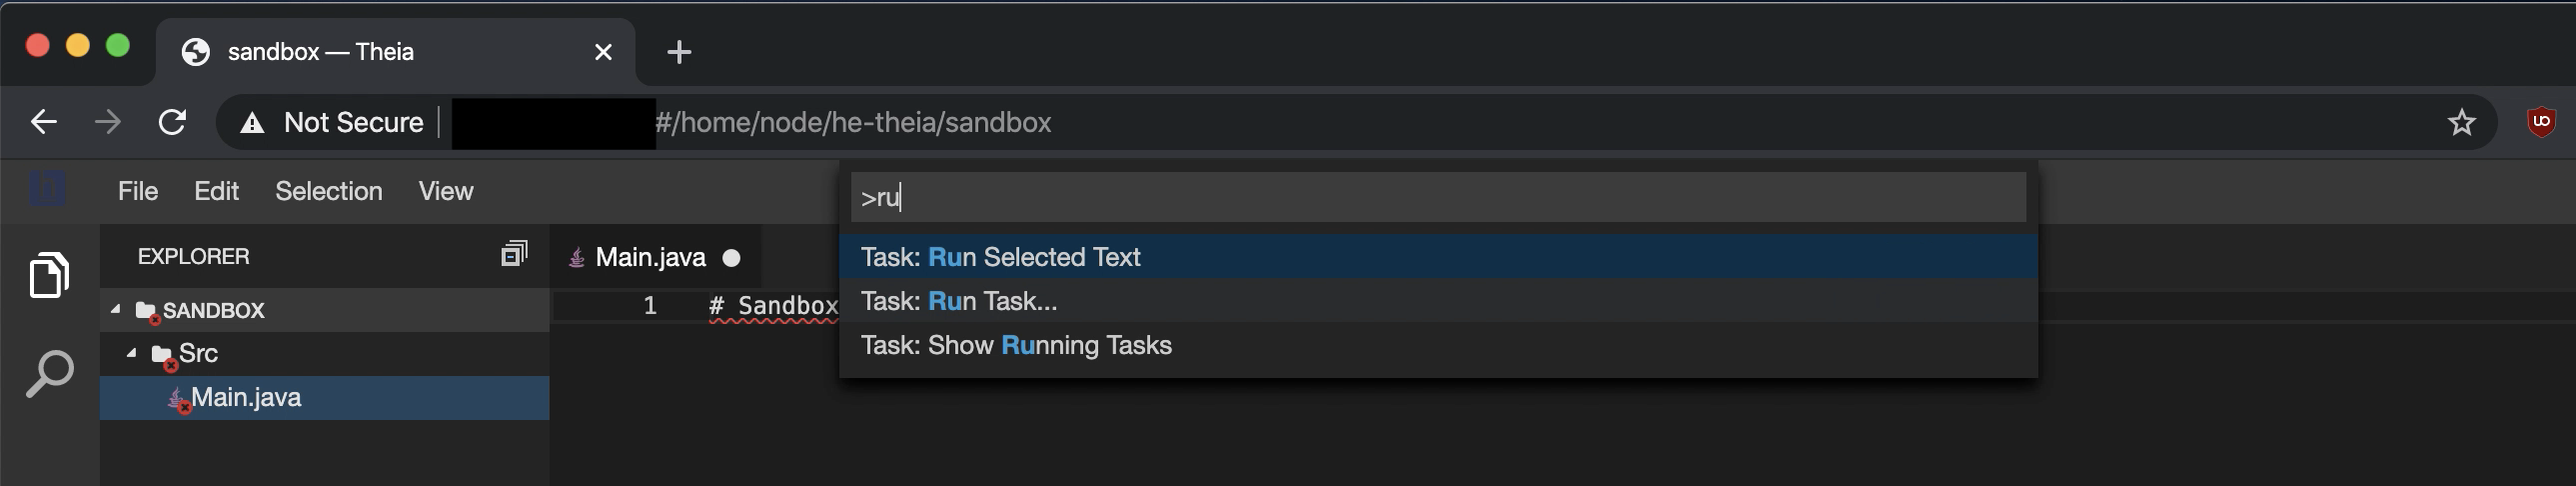 sandbox — Theia
Not Secure #/home/node/he-theia/sandbox
UO
File Edit Selection View
>ru
EXPLORER
Main.java
Task: Run Selected Text
SANDBOX
1 # Sandbox
Task: Run Task...
Src
Task: Show Running Tasks
Main.java